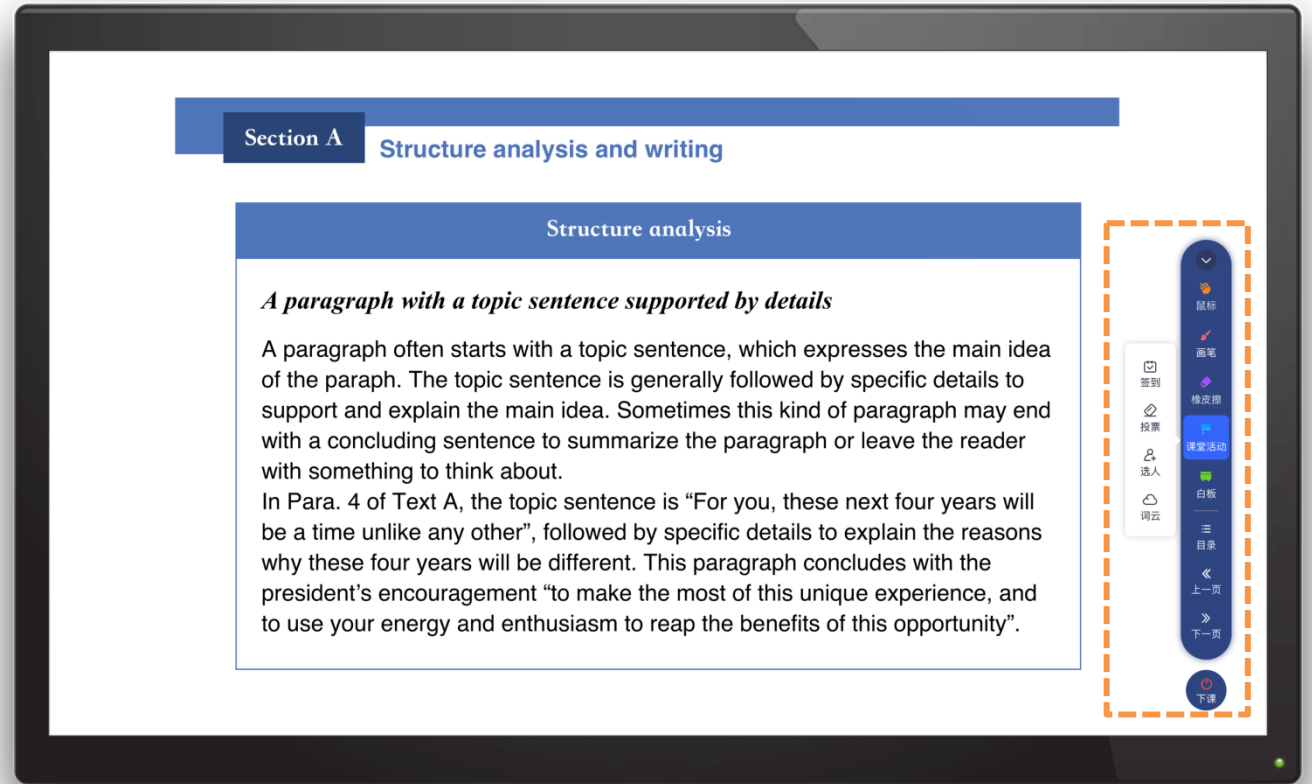 Section A
Structure analysis and writing
Structure analysis
A paragraph with a topic sentence supported by details
A paragraph often starts with a topic sentence, which expresses the main idea
of the paraph. The topic sentence is generally followed by specific details to
support and explain the main idea. Sometimes this kind of paragraph may end
with a concluding sentence to summarize the paragraph or leave the reader
with something to think about.
In Para. 4 of Text A, the topic sentence is “For you, these next four years will
be a time unlike any other”, followed by specific details to explain the reasons
why these four years will be different. This paragraph concludes with the
president’s encouragement “to make the most of this unique experience, and
to use your energy and enthusiasm to reap the benefits of this opportunity”.
签到
投票
选人
词云
鼠标
画笔
橡皮擦
课堂活动
白板
目录
上一页
下一页
下课